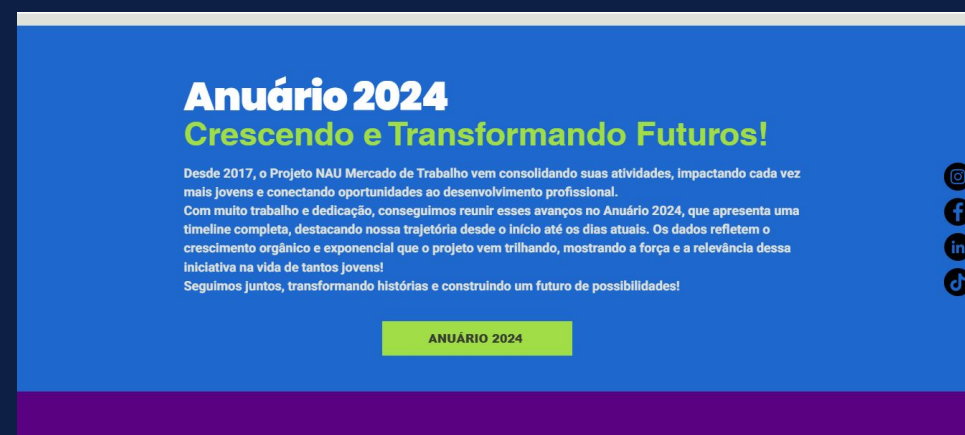 Anuário 2024
Crescendo e Transformando Futuros!
Desde 2017, o Projeto NAU Mercado de Trabalho vem consolidando suas atividades, impactando cada vez
mais jovens e conectando oportunidades ao desenvolvimento profissional.
Com muito trabalho e dedicação, conseguimos reunir esses avanços no Anuário 2024, que apresenta uma
timeline completa, destacando nossa trajetória desde o início até os dias atuais. Os dados refletem o
crescimento orgânico e exponencial que o projeto vem trilhando, mostrando a força e a relevância dessa
iniciativa na vida de tantos jovens!
Seguimos juntos, transformando histórias e construindo um futuro de possibilidades!
ANUÁRIO 2024